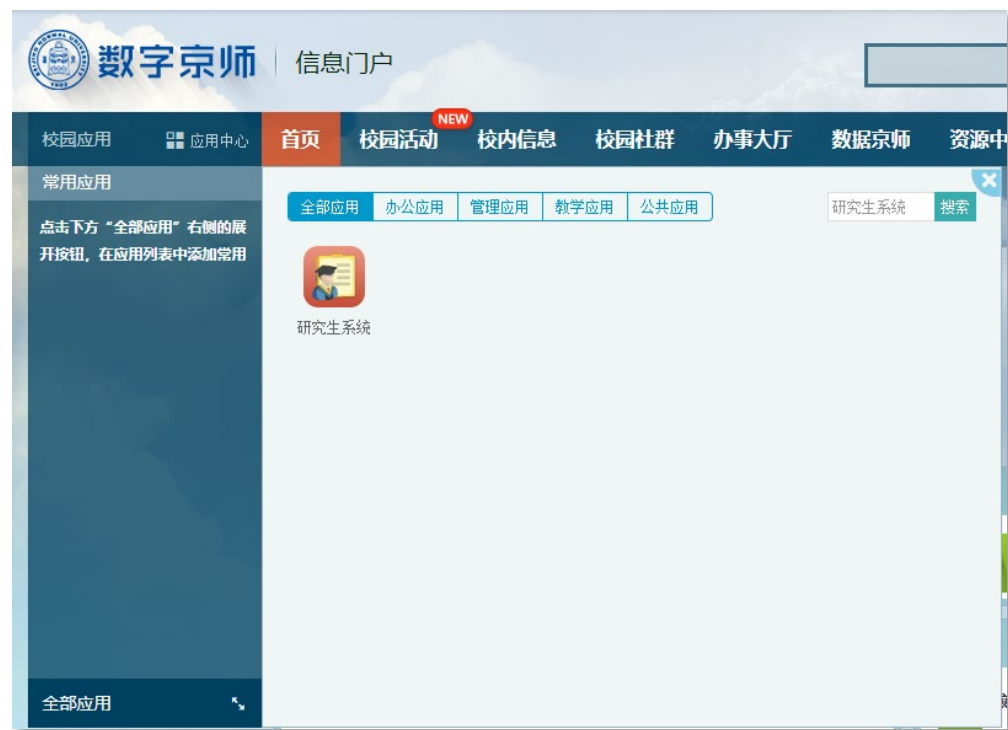 数字京师
信息门户
校园应用
应用中心
首页
校园活动
NEW
校内信息
校园社群
办事大厅
数据京师
资源中
常用应用
点击下方“全部应用”右侧的展
开按钮，在应用列表中添加常用
全部应用
办公应用
管理应用
教学应用
公共应用
研究生系统
搜索
研究生系统
全部应用